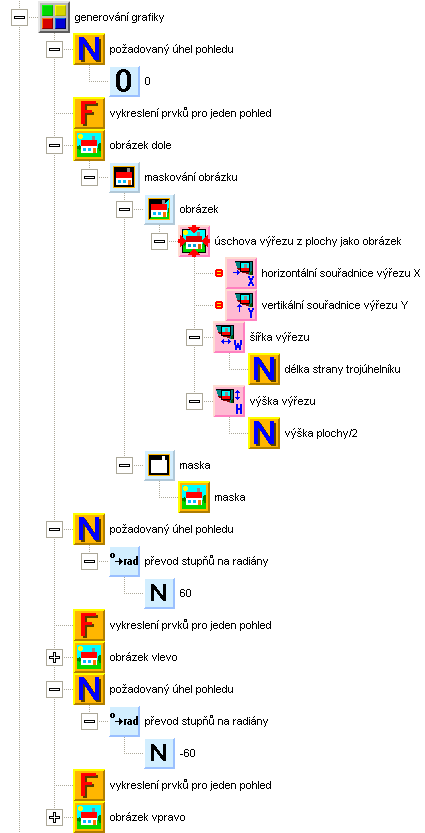 generování grafiky
N požadovaný úhel pohledu
0 0
F vykreslení prvků pro jeden pohled
obrázek dole
maskování obrázku
obrázek
úschova výřezu z plochy jako obrázek
X horizontální souřadnice výřezu X
Y vertikální souřadnice výřezu Y
W šířka výřezu
N délka strany trojúhelníku
H výška výřezu
N výška plochy/2
maska
maska
N požadovaný úhel pohledu
°→rad převod stupňů na radiány
N 60
F vykreslení prvků pro jeden pohled
obrázek vlevo
N požadovaný úhel pohledu
°→rad převod stupňů na radiány
N -60
F vykreslení prvků pro jeden pohled
obrázek vpravo